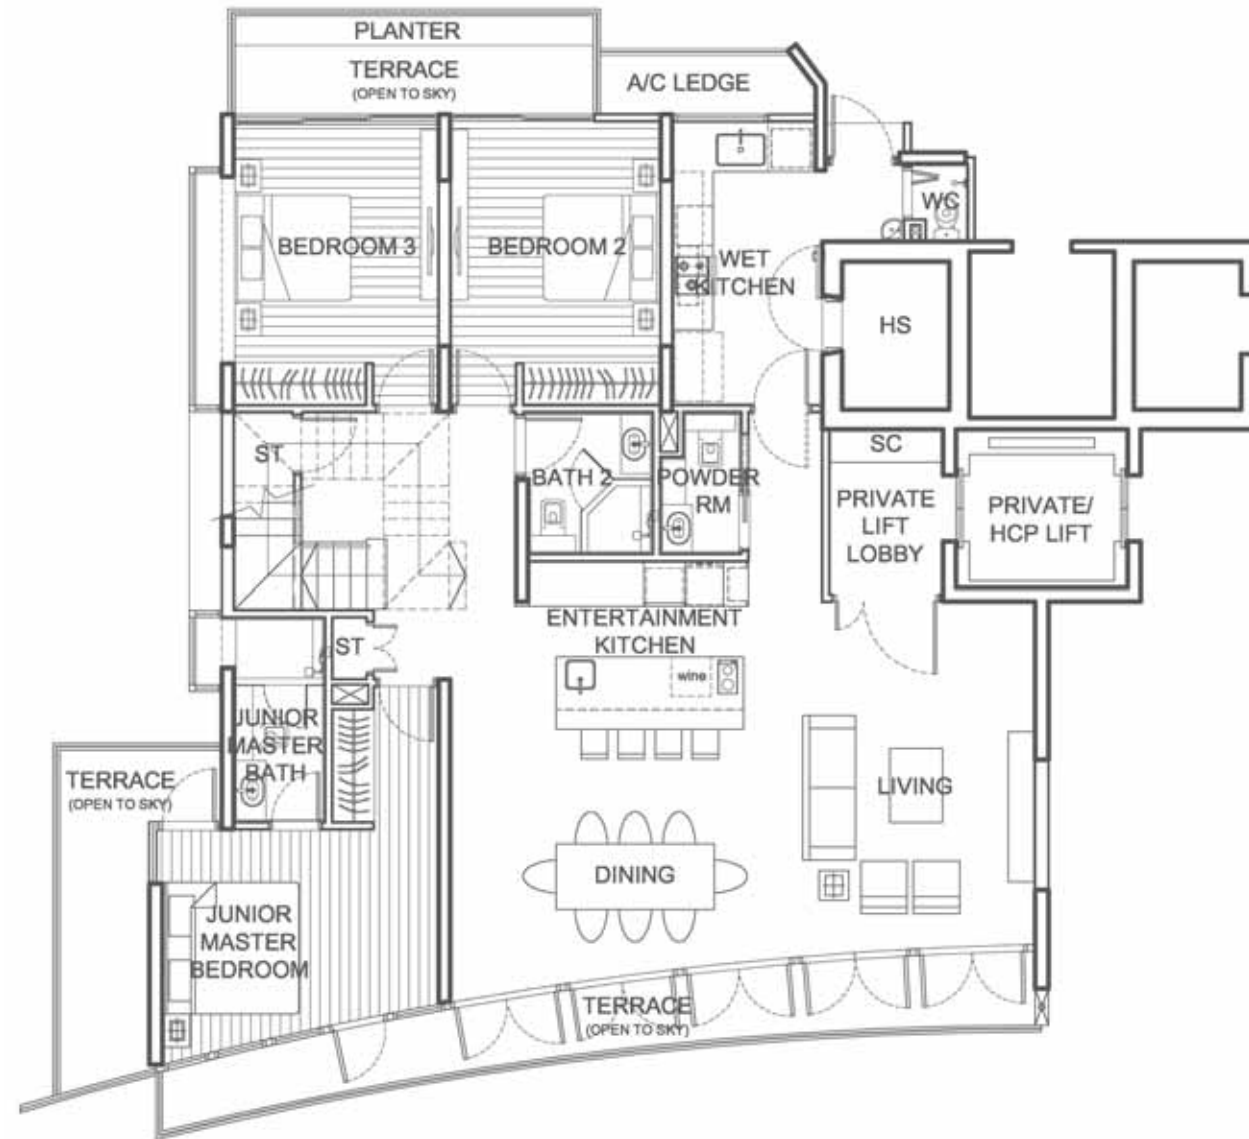 PLANTER
TERRACE
(OPEN TO SKY)
A/C LEDGE
WC
BEDROOM 3
BEDROOM 2
WET
KITCHEN
HS
ST
BATH 2
POWDER
RM
SC
PRIVATE
LIFT
LOBBY
PRIVATE/
HCP LIFT
ENTERTAINMENT
KITCHEN
ST
wine
JUNIOR
MASTER
BATH
TERRACE
(OPEN TO SKY)
LIVING
DINING
JUNIOR
MASTER
BEDROOM
TERRACE
(OPEN TO SKY)